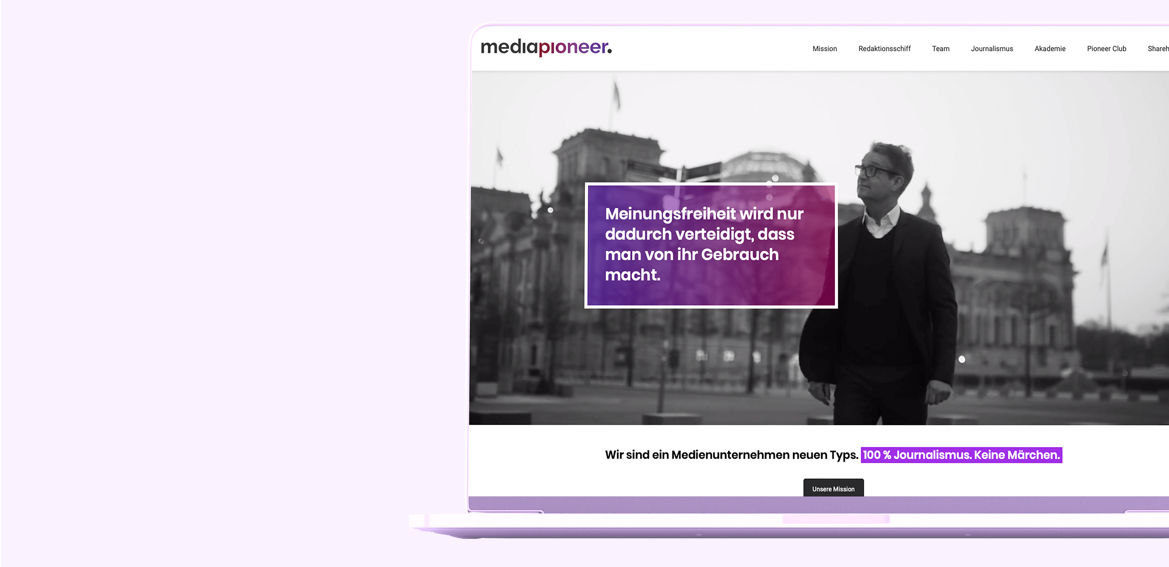 mediapioneer.
Mission Redaktionsschiff Team Journalismus Akademie Pioneer Club
Meinungsfreiheit wird nur
dadurch verteidigt, dass
man von ihr Gebrauch
macht.
Wir sind ein Medienunternehmen neuen Typs. 100 % Journalismus. Keine Märchen.
Unsere Mission